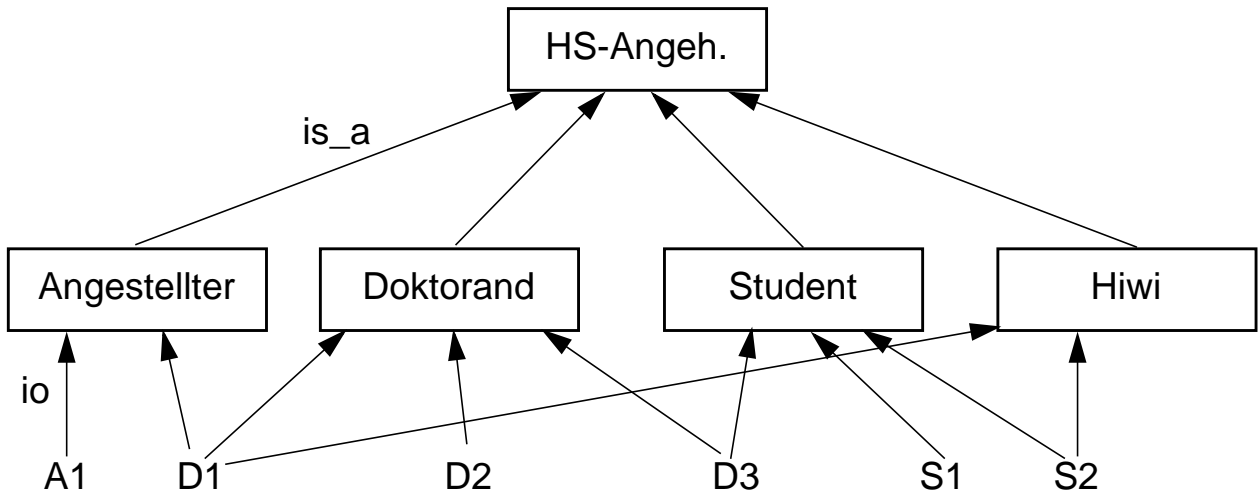 HS-Angeh.
is_a
Angestellter Doktorand Student Hiwi
io
A1 D1 D2 D3 S1 S2